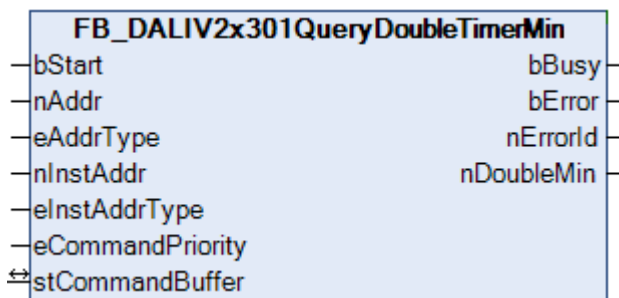 FB_DALIV2x301QueryDoubleTimerMin
bStart bBusy
nAddr bError
eAddrType nErrorId
nInstAddr nDoubleMin
eInstAddrType
eCommandPriority
stCommandBuffer